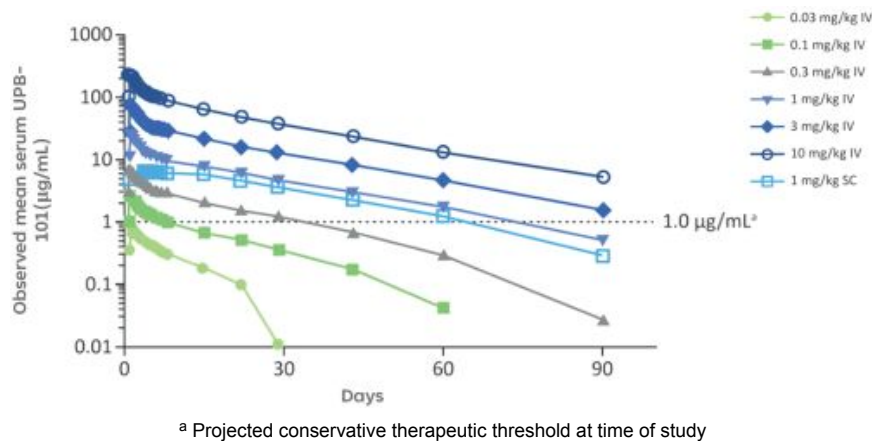 0.03 mg/kg IV
0.1 mg/kg IV
0.3 mg/kg IV
1 mg/kg IV
3 mg/kg IV
10 mg/kg IV
1 mg/kg SC
Observed mean serum UPB-
101(µg/mL)
1000
100
10
1
0.1
0.01
1.0 µg/mLᵃ
0
30
60
90
Days
ᵃ Projected conservative therapeutic threshold at time of study